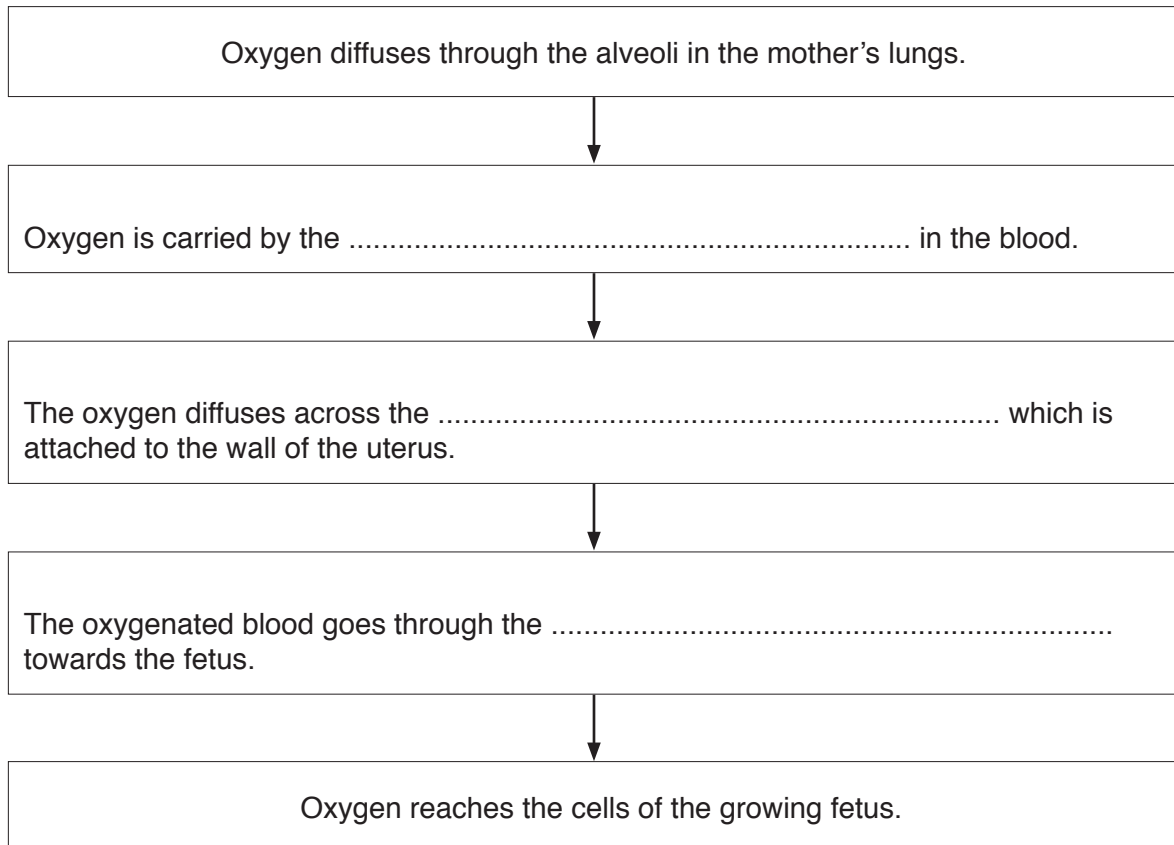 Oxygen diffuses through the alveoli in the mother’s lungs.
Oxygen is carried by the ...................................................................... in the blood.
The oxygen diffuses across the ...................................................................... which is
attached to the wall of the uterus.
The oxygenated blood goes through the ......................................................................
towards the fetus.
Oxygen reaches the cells of the growing fetus.